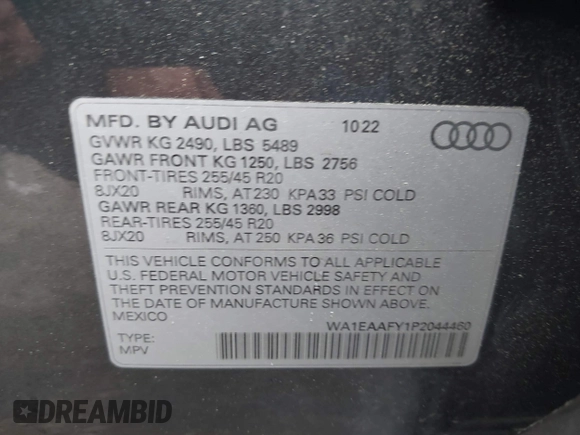 MFD. BY AUDI AG 10 22
GVWR KG 2490, LBS 5489
GAWR FRONT KG 1250, LBS 2756
FRONT-TIRES 255/45 R20
8JX20 RIMS, AT 230 KPA 33 PSI COLD
GAWR REAR KG 1360, LBS 2998
REAR-TIRES 255/45 R20
8JX20 RIMS, AT 250 KPA 36 PSI COLD
THIS VEHICLE CONFORMS TO ALL APPLICABLE
U.S. FEDERAL MOTOR VEHICLE SAFETY AND
THEFT PREVENTION STANDARDS IN EFFECT ON
THE DATE OF MANUFACTURE SHOWN ABOVE.
MEXICO
TYPE:
MPV
WA1EAAFY1P2044460
DREAMBID